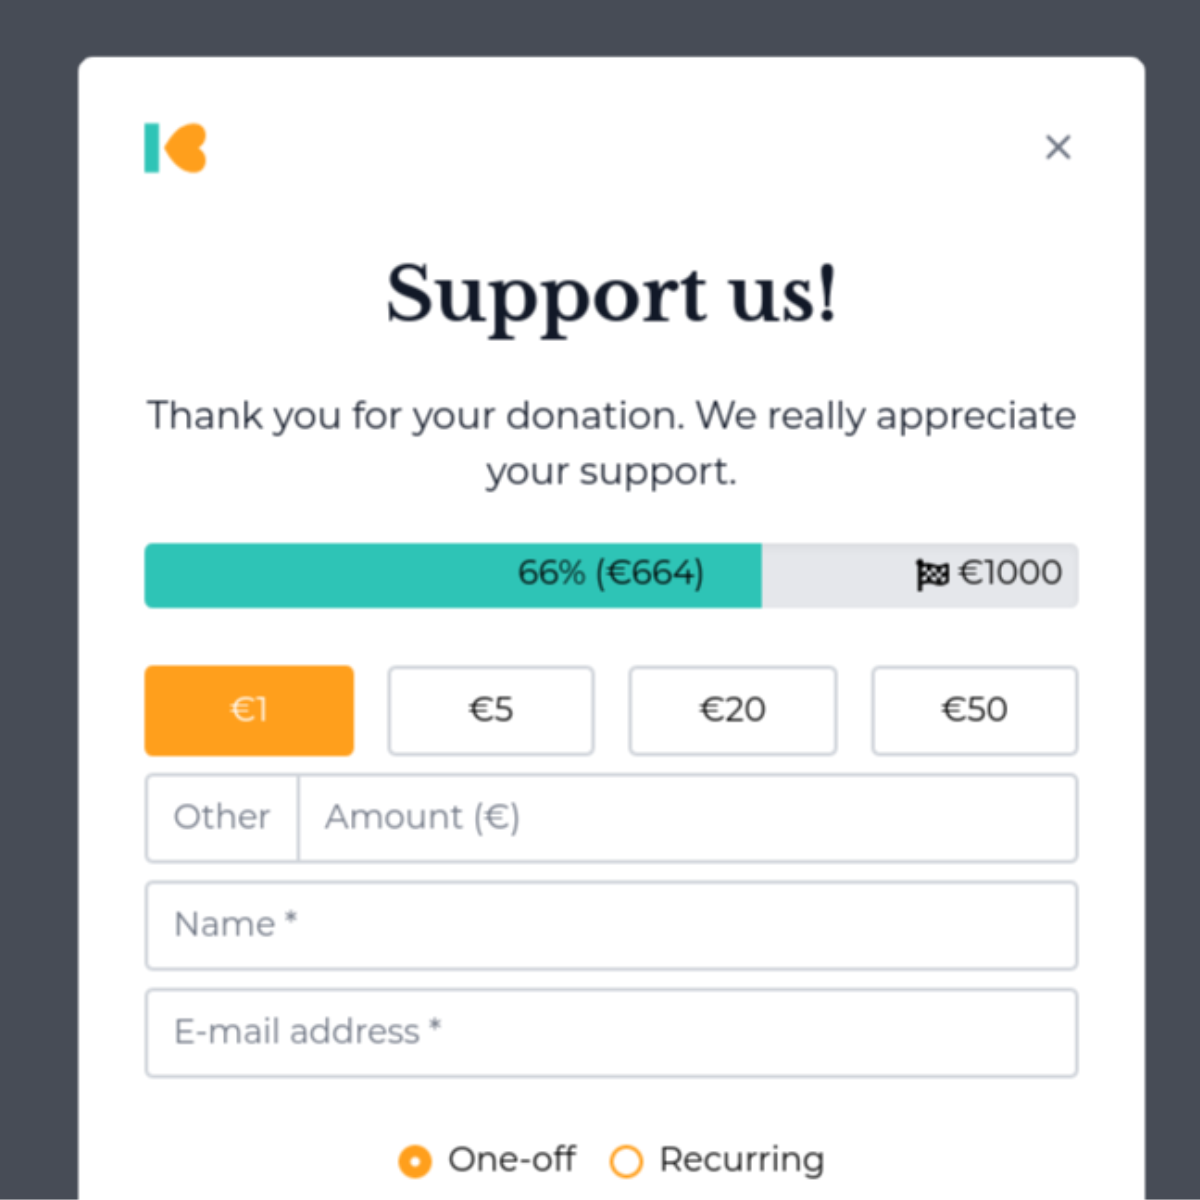 Support us!
Thank you for your donation. We really appreciate
your support.
66% (€664) €1000
€1 €5 €20 €50
Other Amount (€)
Name *
E-mail address *
One-off Recurring